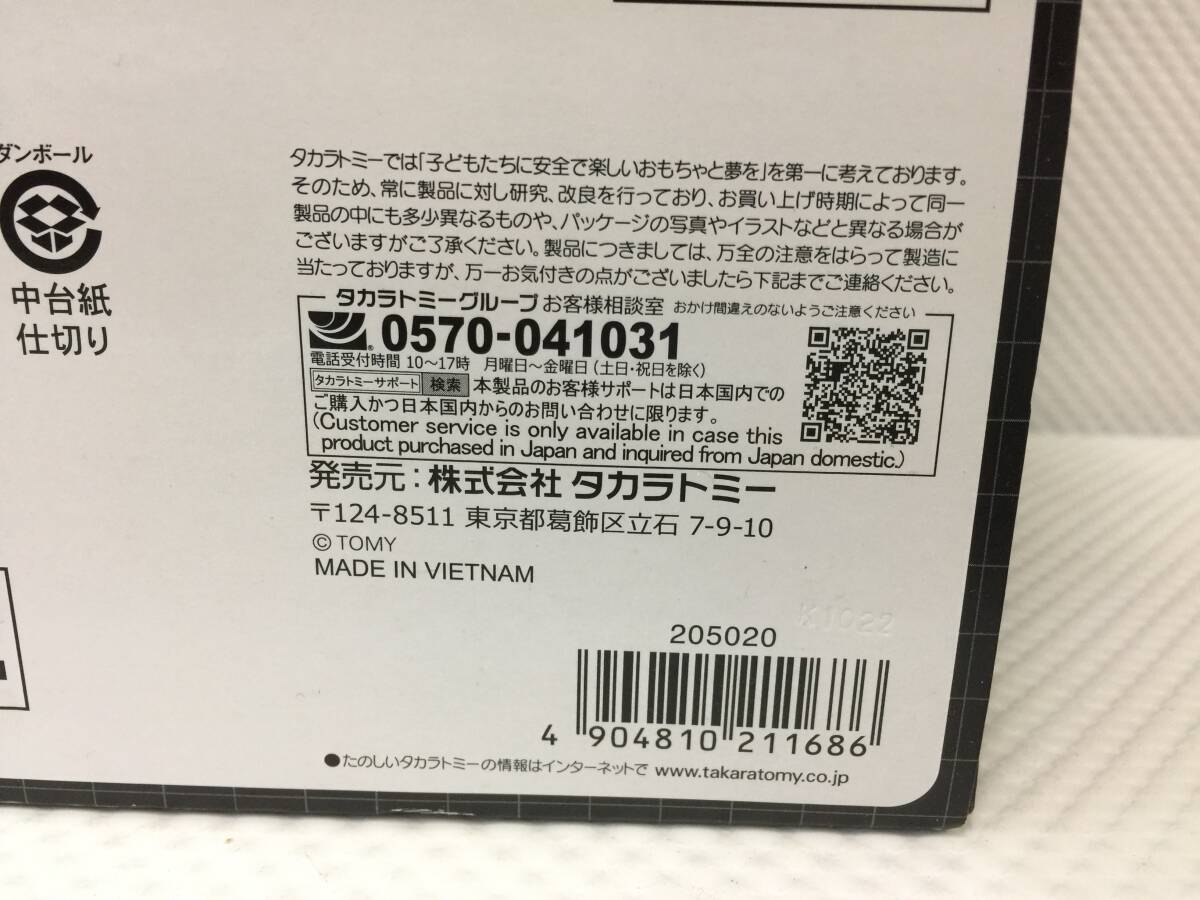 ダンボール
中台紙
仕切り
タカラトミーでは「子どもたちに安全で楽しいおもちゃと夢を」を第一に考えております。
そのため、常に製品に対し研究、改良を行っており、お買い上げ時期によって同一
製品の中にも多少異なるものや、パッケージの写真やイラストなどと異なる場合が
ございますがご了承ください。製品につきましては、万全の注意をはらって製造に
当たっておりますが、万一お気付きの点がございましたら下記までご連絡ください。
タカラトミーグループ お客様相談室 おかけ間違えのないようご注意ください
0570-041031
電話受付時間 10〜17時 月曜日〜金曜日（土日・祝日を除く）
タカラトミーサポート 検索 本製品のお客様サポートは日本国内での
ご購入かつ日本国内からのお問い合わせに限ります。
(Customer service is only available in case this
product purchased in Japan and inquired from Japan domestic.)
発売元：株式会社 タカラトミー
〒124-8511 東京都葛飾区立石 7-9-10
© TOMY
MADE IN VIETNAM
K1022
205020
4 904810 211686
●たのしいタカラトミーの情報はインターネットで www.takaratomy.co.jp